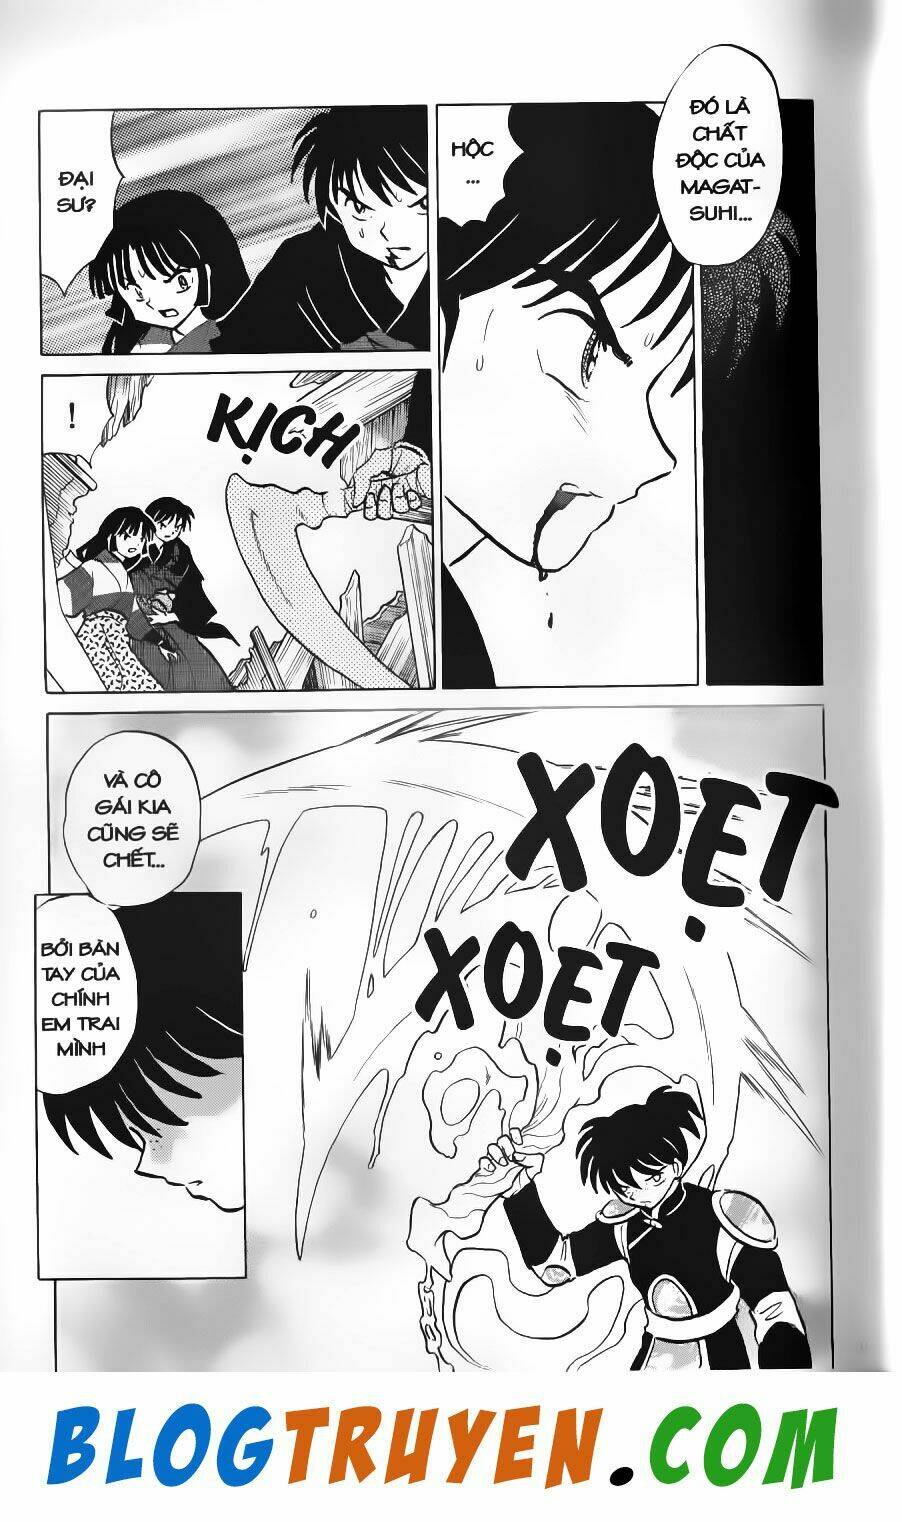 ĐÓ LÀ
CHẤT
ĐỘC CỦA
MAGAT-
SUHI...
HỘC
...
ĐẠI
SƯ?
!
KỊCH
VÀ CÔ
GÁI KIA
CŨNG SẼ
CHẾT...
BỞI BÀN
TAY CỦA
CHÍNH
EM TRAI
MÌNH
XOẸT
XOẸT
BLOGTRUYEN.COM